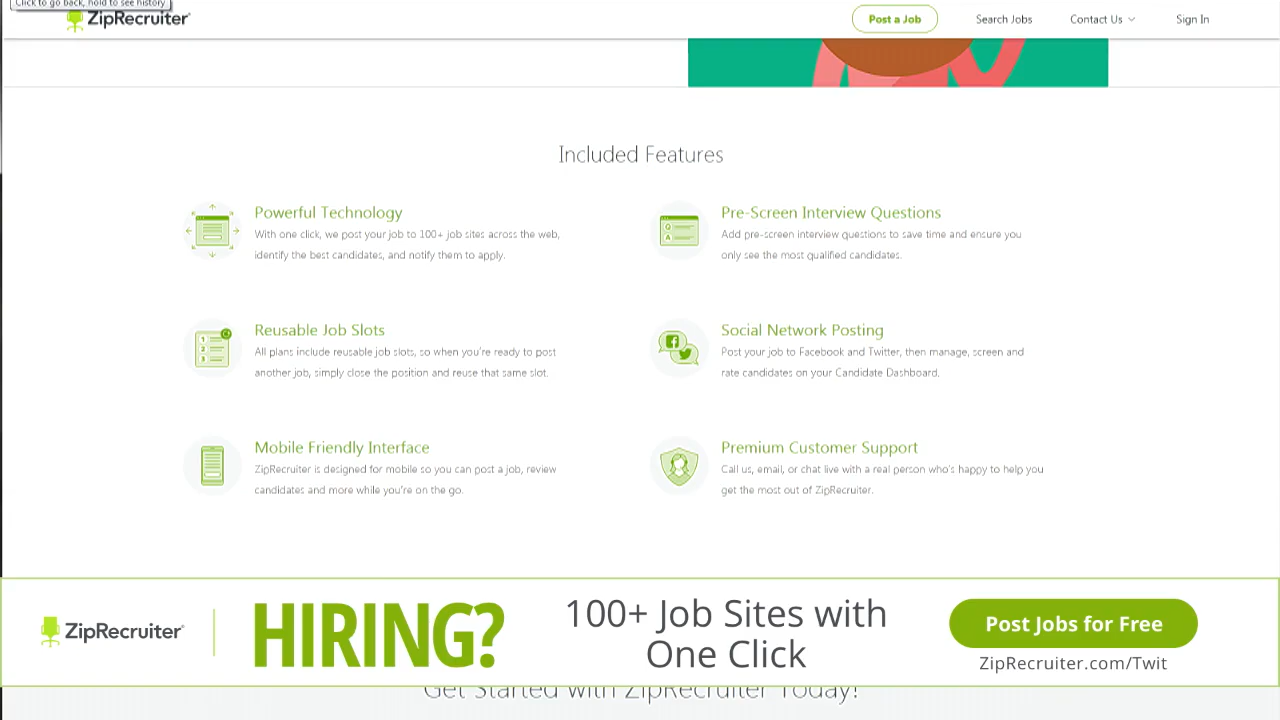 Click to go back, hold to see history
ZipRecruiter
Post a Job
Search Jobs
Contact Us
Sign In
Included Features
Powerful Technology
With one click, we post your job to 100+ job sites across the web,
identify the best candidates, and notify them to apply.
Pre-Screen Interview Questions
Add pre-screen interview questions to save time and ensure you
only see the most qualified candidates.
Reusable Job Slots
All plans include reusable job slots, so when you're ready to post
another job, simply close the position and reuse that same slot.
Social Network Posting
Post your job to Facebook and Twitter, then manage, screen and
rate candidates on your Candidate Dashboard.
Mobile Friendly Interface
ZipRecruiter is designed for mobile so you can post a job, review
candidates and more while you're on the go.
Premium Customer Support
Call us, email, or chat live with a real person who's happy to help you
get the most out of ZipRecruiter.
ZipRecruiter
HIRING?
100+ Job Sites with
One Click
Post Jobs for Free
ZipRecruiter.com/Twit
Get Started with ZipRecruiter Today!